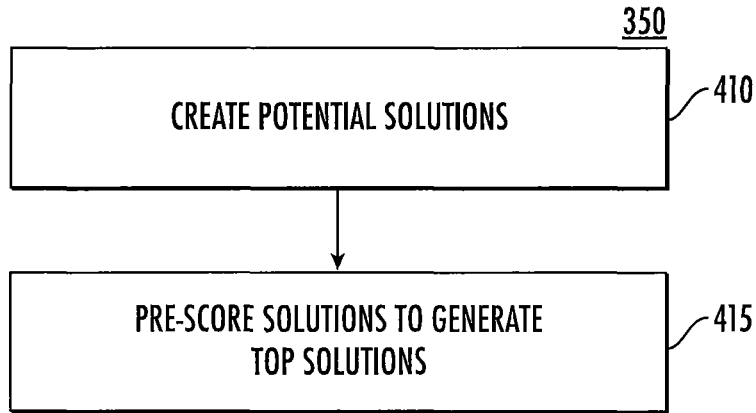 350
CREATE POTENTIAL SOLUTIONS
410
PRE-SCORE SOLUTIONS TO GENERATE
TOP SOLUTIONS
415